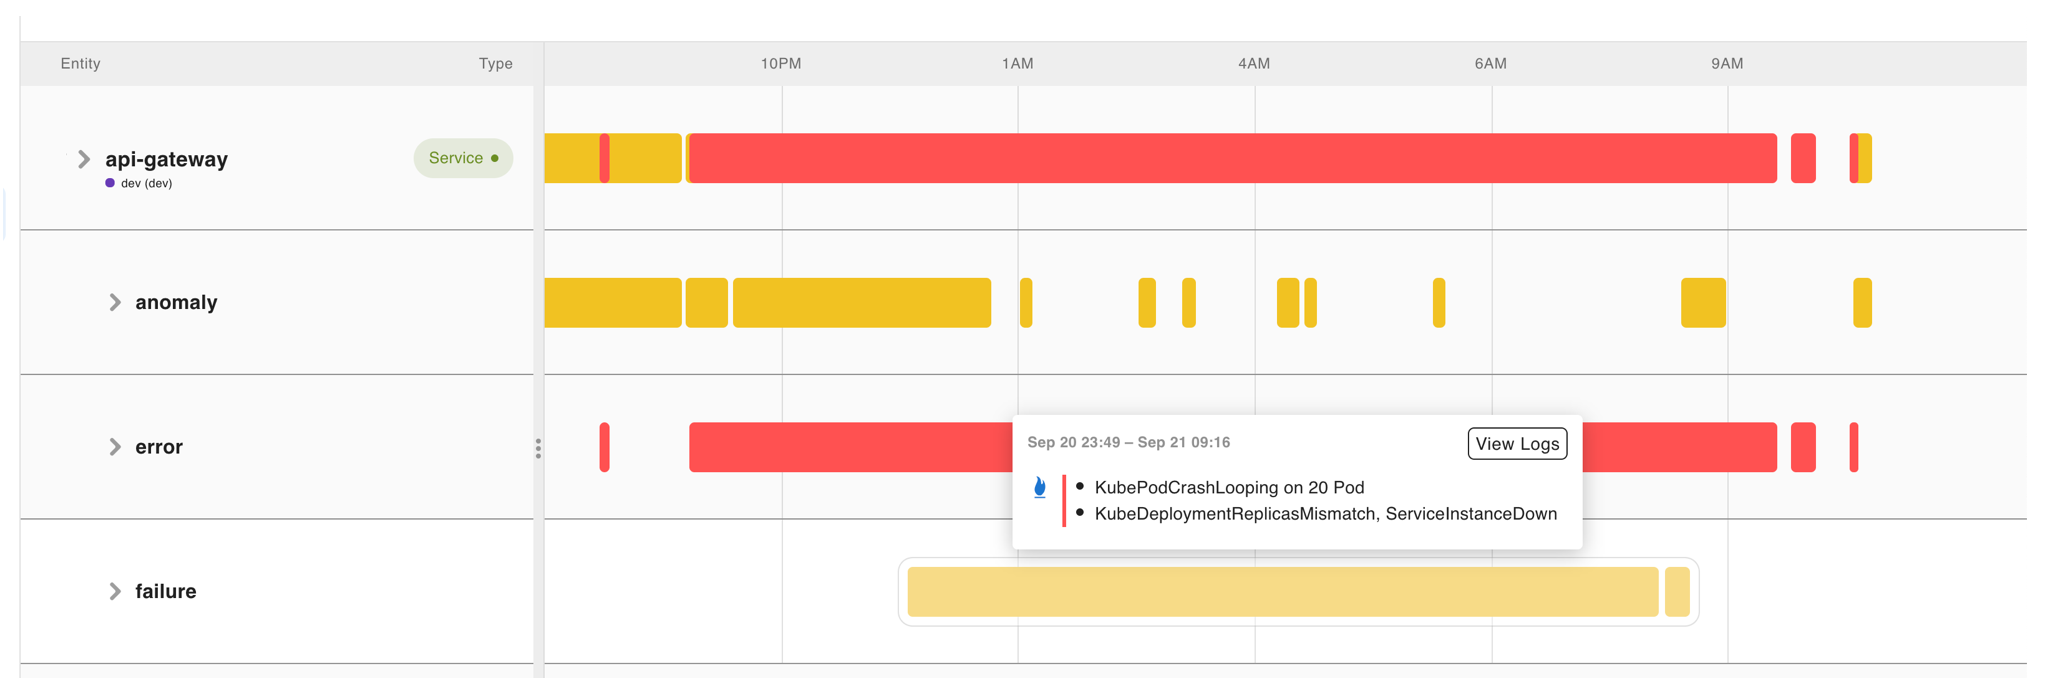 Entity Type 10PM 1AM 4AM 6AM 9AM
api-gateway Service
dev (dev)
anomaly
error
Sep 20 23:49 – Sep 21 09:16 View Logs
• KubePodCrashLooping on 20 Pod
• KubeDeploymentReplicasMismatch, ServiceInstanceDown
failure